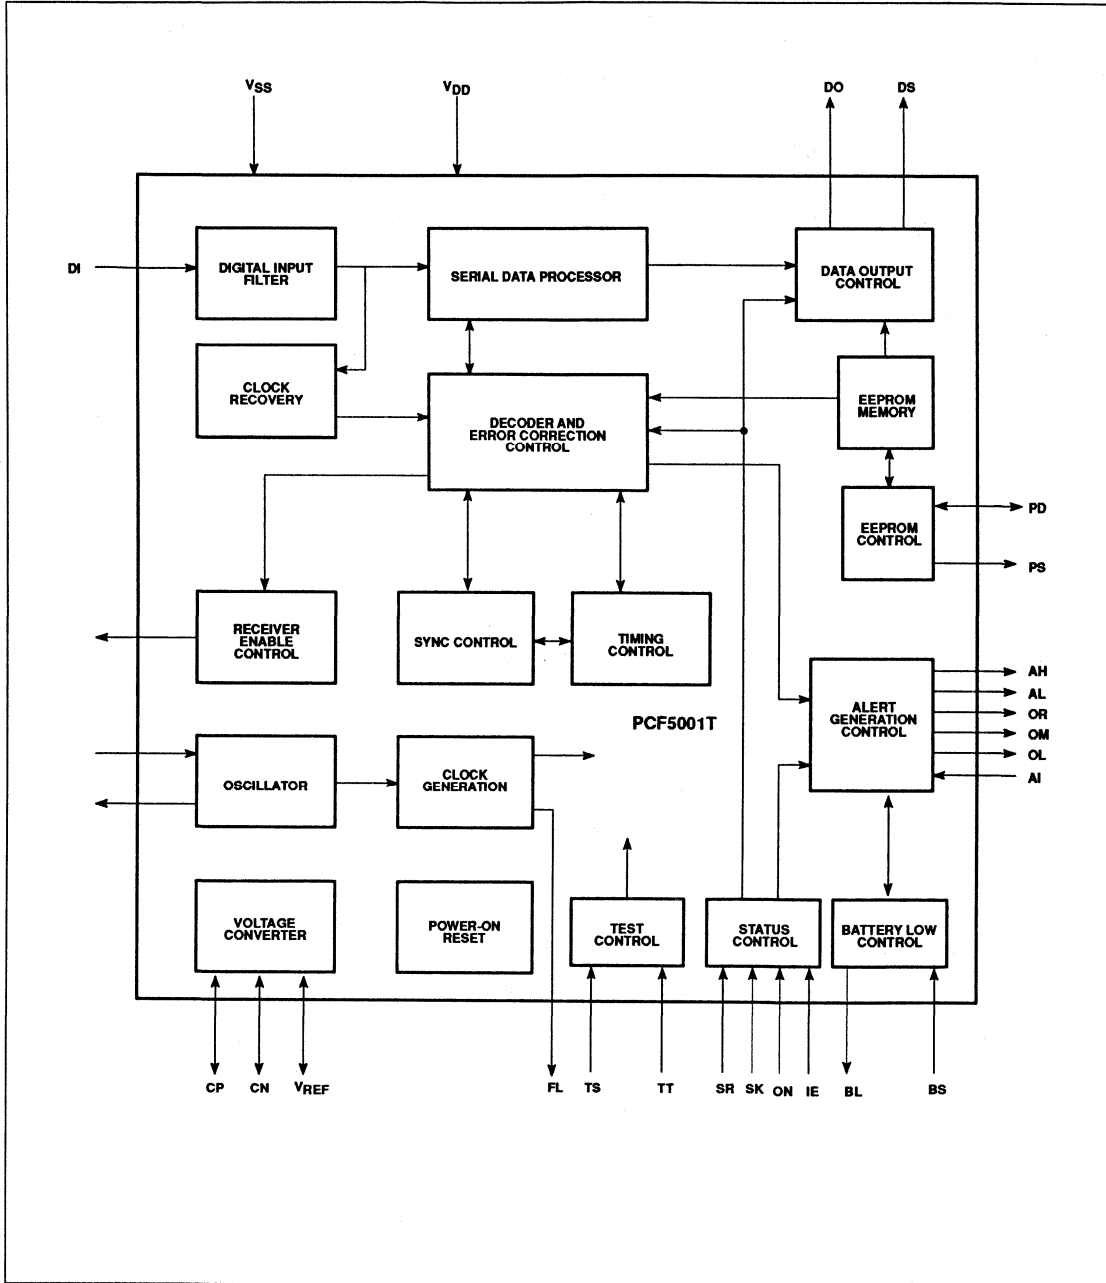 VSS
VDD
DO
DS
DI
DIGITAL INPUT
FILTER
SERIAL DATA PROCESSOR
DATA OUTPUT
CONTROL
CLOCK
RECOVERY
DECODER AND
ERROR CORRECTION
CONTROL
EEPROM
MEMORY
EEPROM
CONTROL
PD
PS
RECEIVER
ENABLE
CONTROL
SYNC CONTROL
TIMING
CONTROL
PCF5001T
ALERT
GENERATION
CONTROL
AH
AL
OR
OM
OL
AI
OSCILLATOR
CLOCK
GENERATION
VOLTAGE
CONVERTER
POWER-ON
RESET
TEST
CONTROL
STATUS
CONTROL
BATTERY LOW
CONTROL
CP
CN
VREF
FL
TS
TT
SR
SK
ON
IE
BL
BS